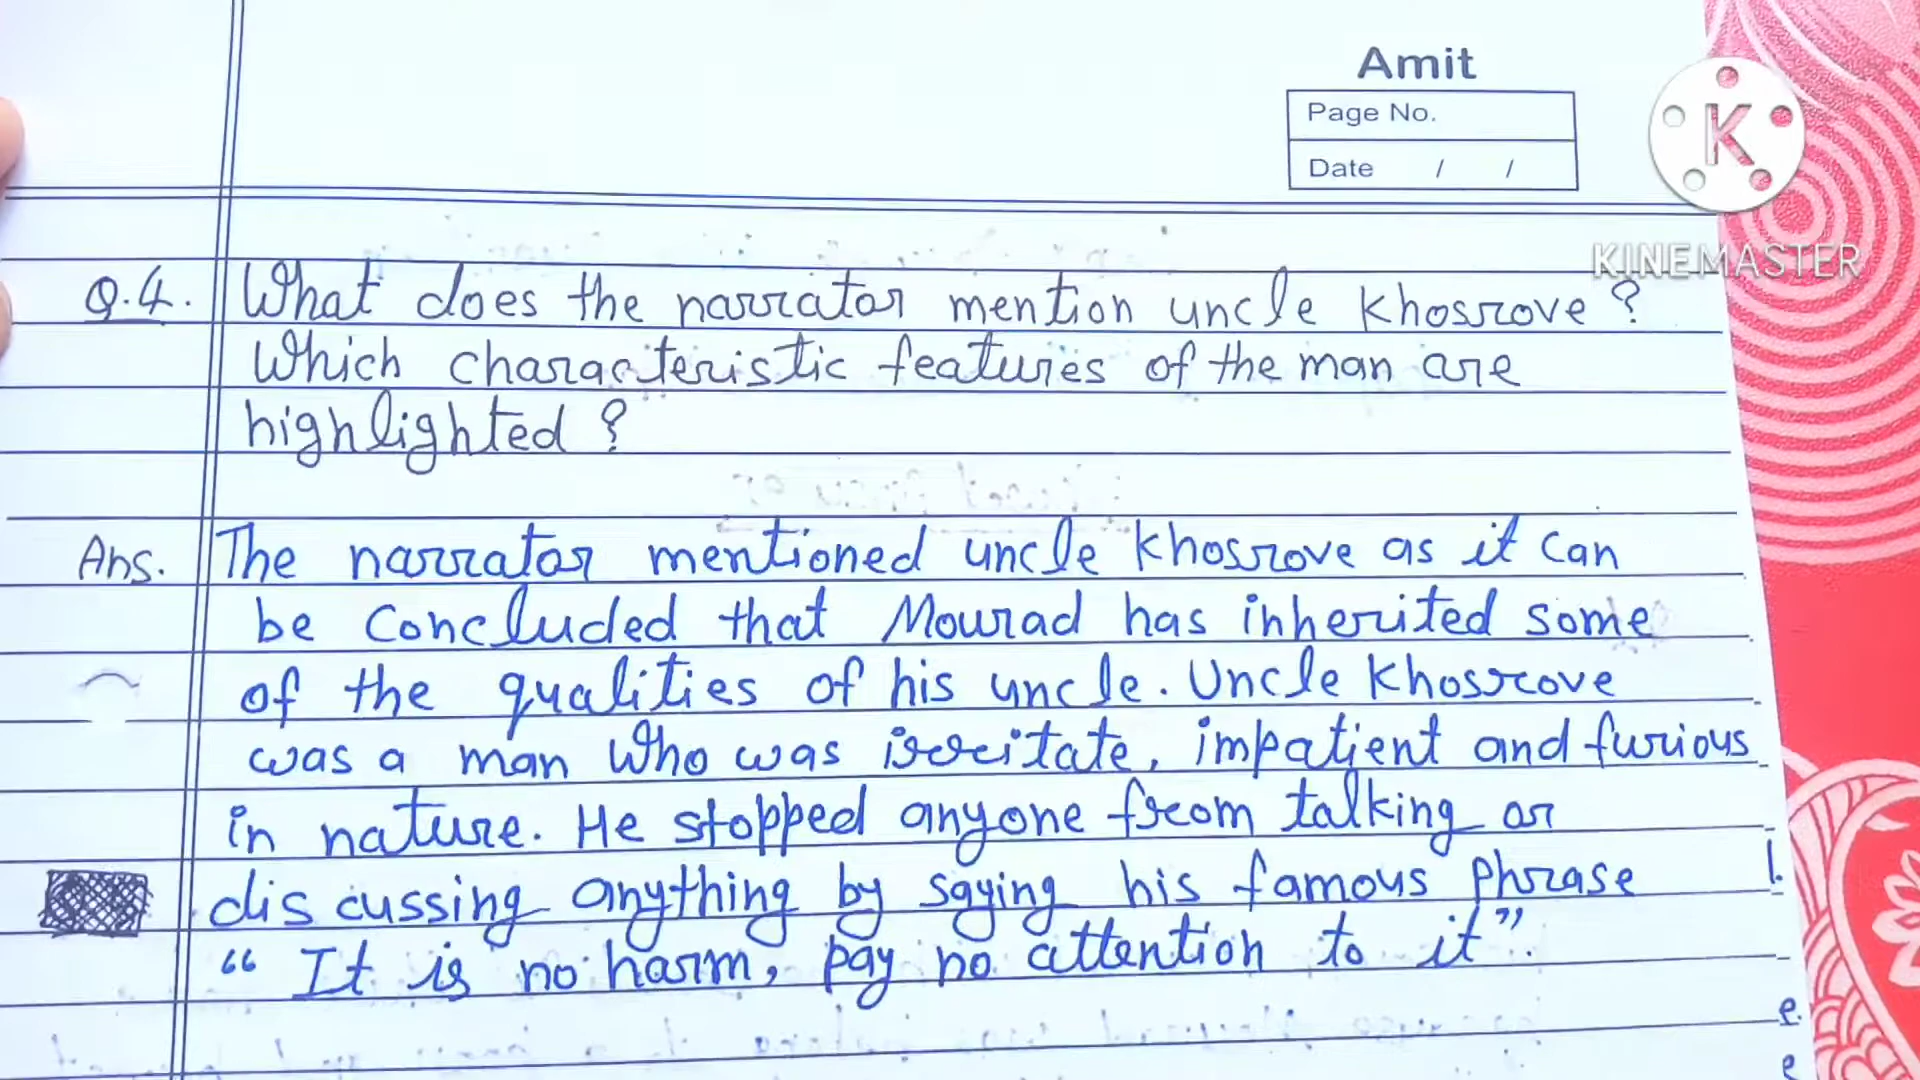 Amit
Page No.
Date / /
K
KINEMASTER
Q.4. What does the narrator mention uncle Khosrove ?
Which characteristic features of the man are
highlighted ?
Ans. The narrator mentioned uncle Khosrove as it can
be concluded that Mourad has inherited some
of the qualities of his uncle. Uncle Khosrove
was a man who was irritate, impatient and furious
in nature. He stopped anyone from talking or
dis cussing anything by saying his famous phrase
l.
“ It is no harm, pay no attention to it”.
e.
e